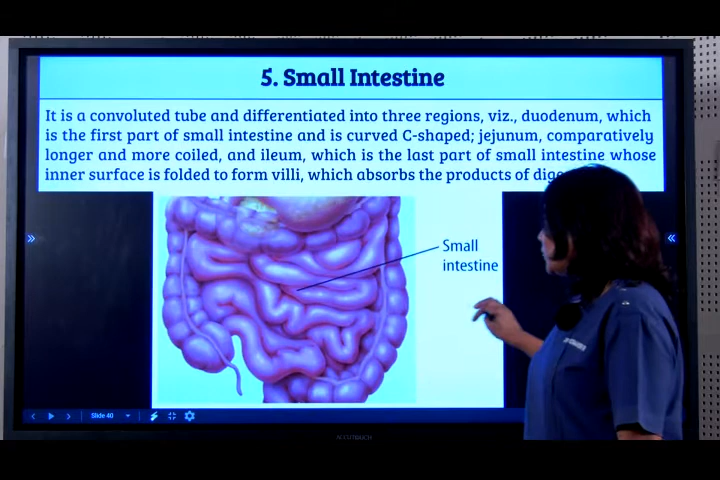 5. Small Intestine
It is a convoluted tube and differentiated into three regions, viz., duodenum, which
is the first part of small intestine and is curved C-shaped; jejunum, comparatively
longer and more coiled, and ileum, which is the last part of small intestine whose
inner surface is folded to form villi, which absorbs the products of
Small
intestine
Slide 40